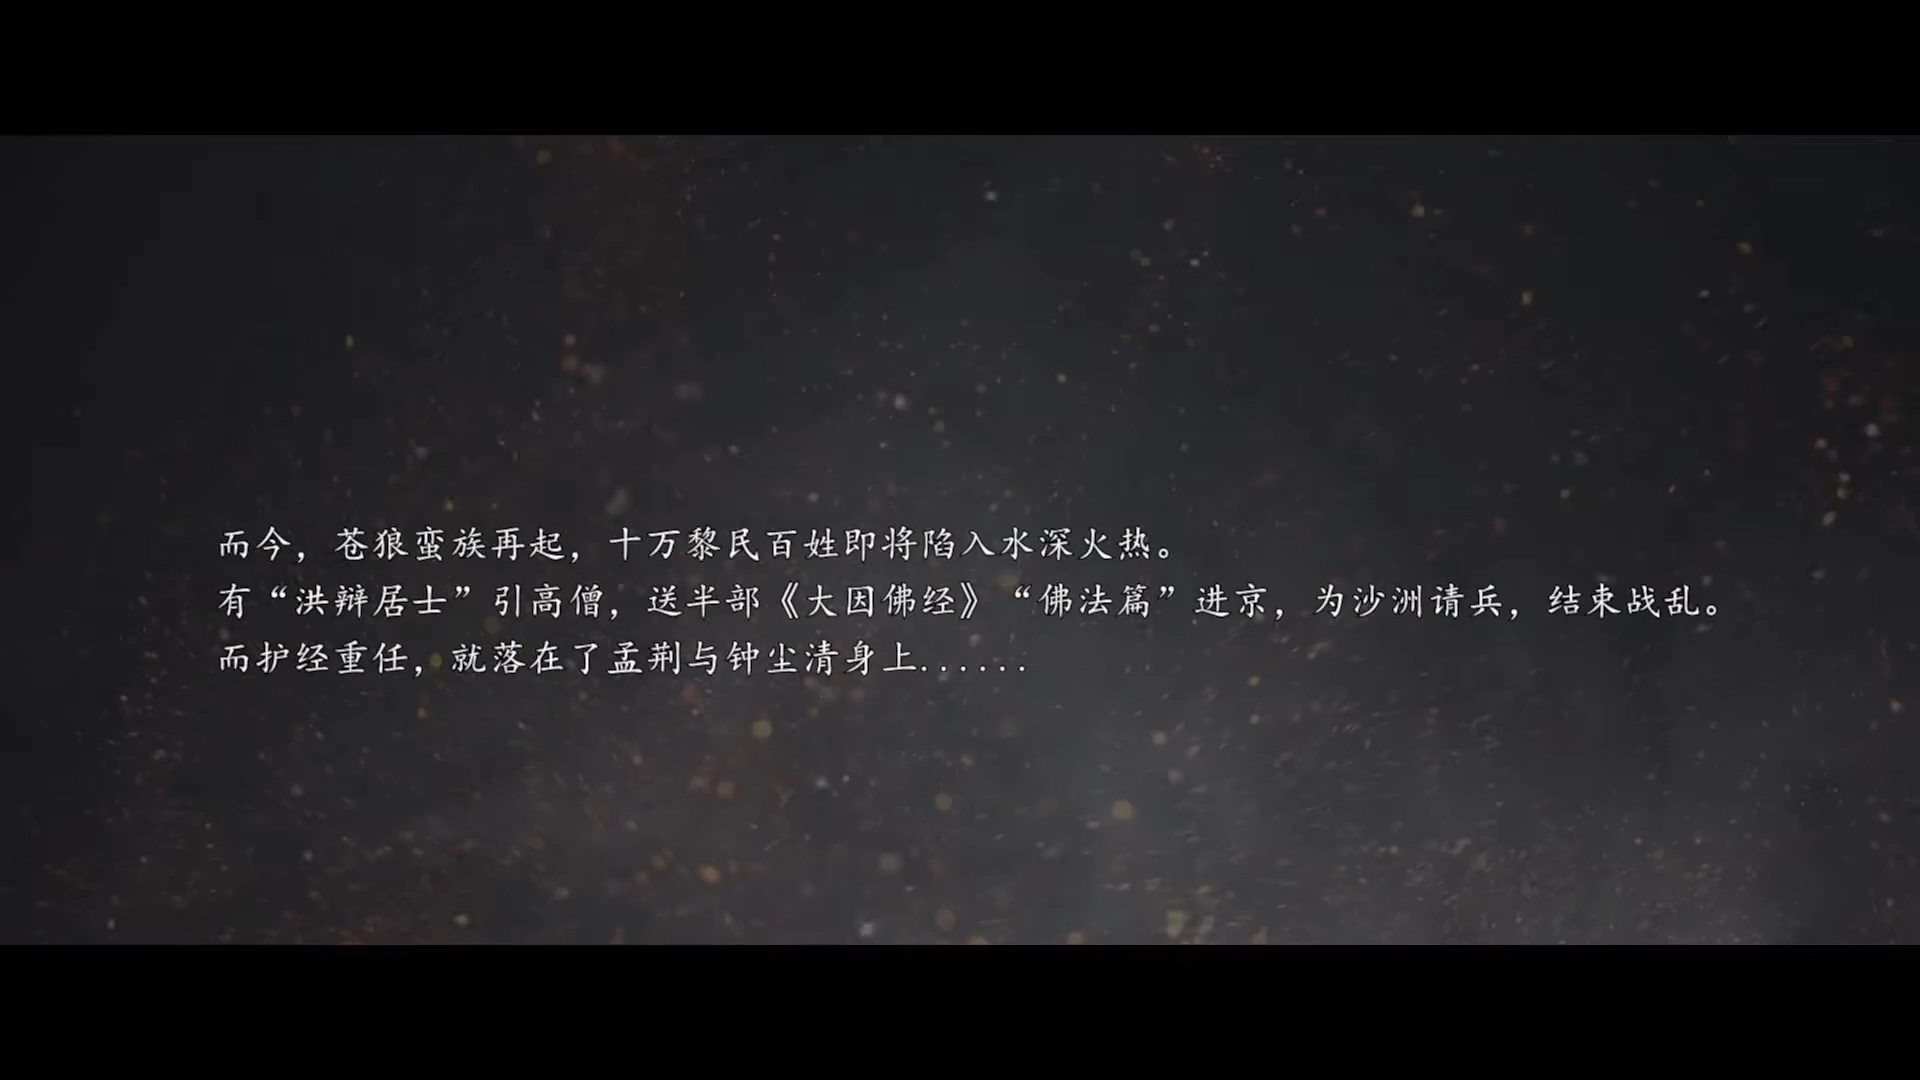 而今，苍狼蛮族再起，十万黎民百姓即将陷入水深火热。
有“洪辩居士”引高僧，送半部《大因佛经》“佛法篇”进京，为沙洲请兵，结束战乱。
而护经重任，就落在了孟荆与钟尘清身上......